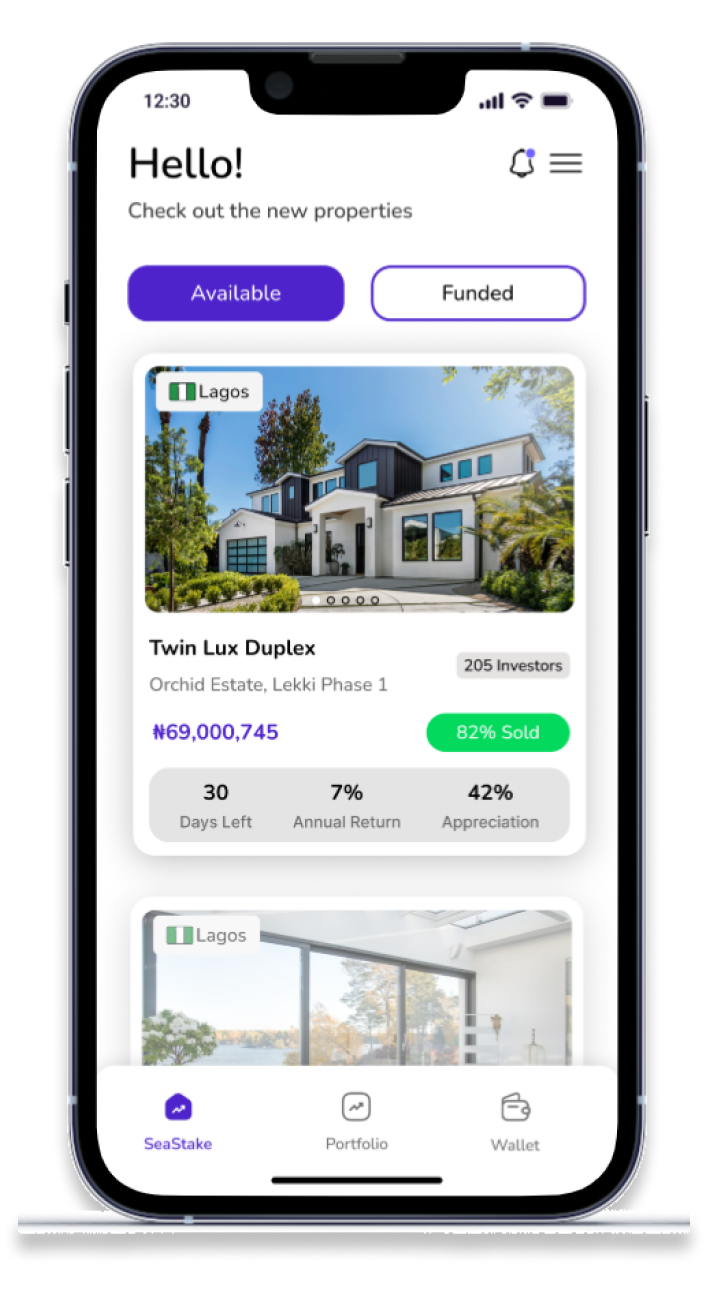 12:30
Hello!
Check out the new properties
Available
Funded
Lagos
Twin Lux Duplex
205 Investors
Orchid Estate, Lekki Phase 1
₦69,000,745
82% Sold
30
7%
42%
Days Left
Annual Return
Appreciation
Lagos
SeaStake
Portfolio
Wallet